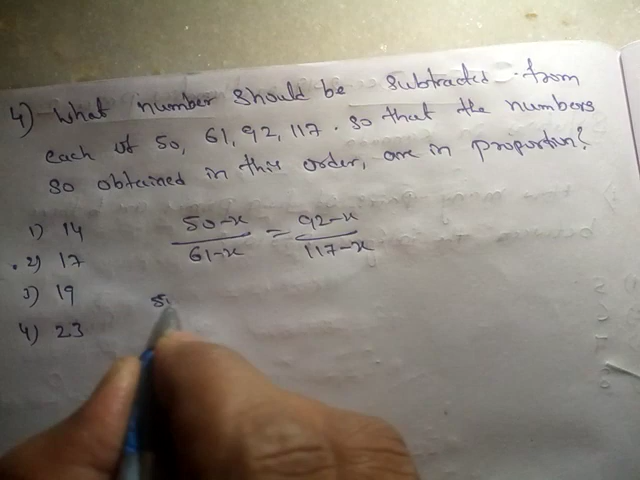 4) What number should be subtracted from
each of 50, 61, 92, 117. so that the numbers
so obtained in this order, are in proportion?
1) 14
2) 17
3) 19
4) 23
50-x / 61-x = 92-x / 117-x